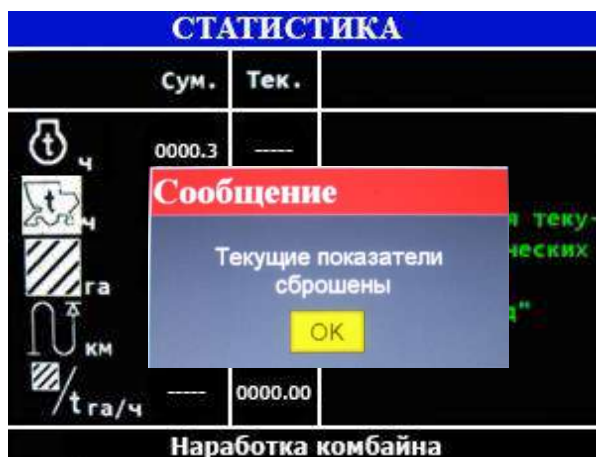 СТАТИСТИКА
Сум. Тек.
t ч 0000.3 -----
Сообщение
t ч
Текущие показатели
сброшены
га
OK
км
/t га/ч ----- 0000.00
Наработка комбайна